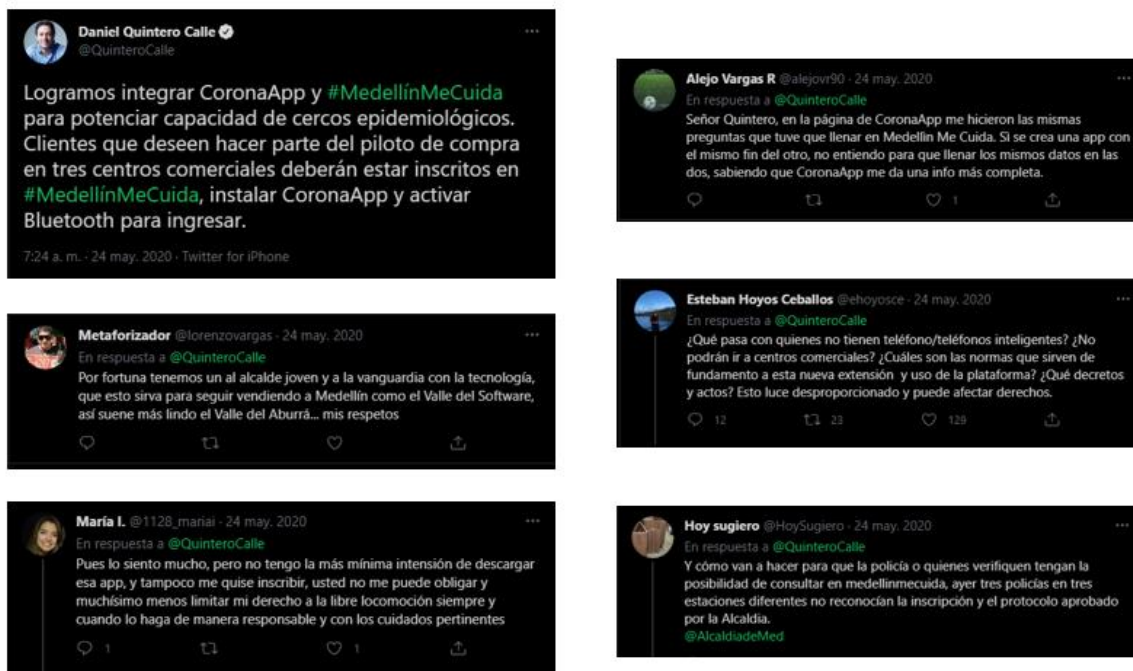 Daniel Quintero Calle
@QuinteroCalle
Logramos integrar CoronaApp y #MedellínMeCuida
para potenciar capacidad de cercos epidemiológicos.
Clientes que deseen hacer parte del piloto de compra
en tres centros comerciales deberán estar inscritos en
#MedellínMeCuida, instalar CoronaApp y activar
Bluetooth para ingresar.
7:24 a. m. · 24 may. 2020 · Twitter for iPhone
Metaforizador @lorenzovargas · 24 may. 2020
En respuesta a @QuinteroCalle
Por fortuna tenemos un al alcalde joven y a la vanguardia con la tecnología,
que esto sirva para seguir vendiendo a Medellín como el Valle del Software,
así suene más lindo el Valle del Aburrá... mis respetos
María I. @1128_mariai · 24 may. 2020
En respuesta a @QuinteroCalle
Pues lo siento mucho, pero no tengo la más mínima intensión de descargar
esa app, y tampoco me quise inscribir, usted no me puede obligar y
muchísimo menos limitar mi derecho a la libre locomoción siempre y
cuando lo haga de manera responsable y con los cuidados pertinentes
1 1
Alejo Vargas R @alejovr90 · 24 may. 2020
En respuesta a @QuinteroCalle
Señor Quintero, en la página de CoronaApp me hicieron las mismas
preguntas que tuve que llenar en Medellin Me Cuida. Sì se crea una app con
el mismo fin del otro, no entiendo para que llenar los mismos datos en las
dos, sabiendo que CoronaApp me da una info más completa.
1
Esteban Hoyos Ceballos @ehoyosce · 24 may. 2020
En respuesta a @QuinteroCalle
¿Qué pasa con quienes no tienen teléfono/teléfonos inteligentes? ¿No
podrán ir a centros comerciales? ¿Cuáles son las normas que sirven de
fundamento a esta nueva extensión y uso de la plataforma? ¿Qué decretos
y actos? Esto luce desproporcionado y puede afectar derechos.
12 23 129
Hoy sugiero @HoySugiero · 24 may. 2020
En respuesta a @QuinteroCalle
Y cómo van a hacer para que la policía o quienes verifiquen tengan la
posibilidad de consultar en medellinmecuida, ayer tres policías en tres
estaciones diferentes no reconocían la inscripción y el protocolo aprobado
por la Alcaldia.
@AlcaldiadeMed